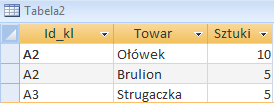 Tabela2
Id_kl Towar Sztuki
A2 Ołówek 10
A2 Brulion 5
A3 Strugaczka 5